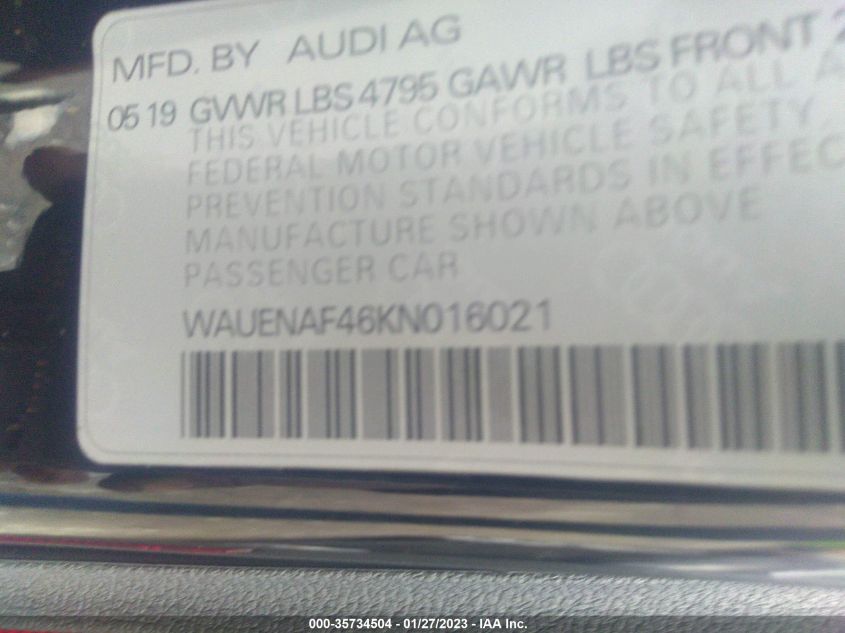 MFD. BY AUDI AG
05 19 GVWR LBS 4795 GAWR LBS FRONT 2
THIS VEHICLE CONFORMS TO ALL A
FEDERAL MOTOR VEHICLE SAFETY
PREVENTION STANDARDS IN EFFEC
MANUFACTURE SHOWN ABOVE
PASSENGER CAR
WAUENAF46KN016021
000-35734504 - 01/27/2023 - IAA Inc.